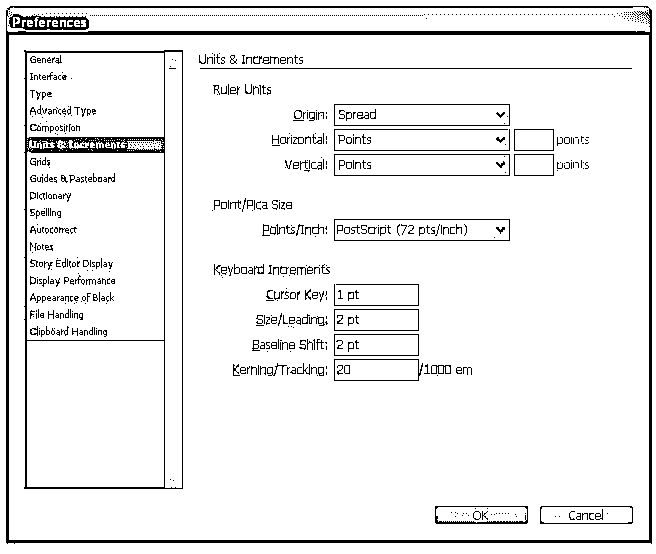 Preferences
General
Interface
Type
Advanced Type
Composition
Units & Increments
Grids
Guides & Pasteboard
Dictionary
Spelling
Autocorrect
Notes
Story Editor Display
Display Performance
Appearance of Black
File Handling
Clipboard Handling
Units & Increments
Ruler Units
Origin: Spread
Horizontal: Points points
Vertical: Points points
Point/Pica Size
Points/Inch: PostScript (72 pts/inch)
Keyboard Increments
Cursor Key: 1 pt
Size/Leading: 2 pt
Baseline Shift: 2 pt
Kerning/Tracking: 20 /1000 em
OK Cancel